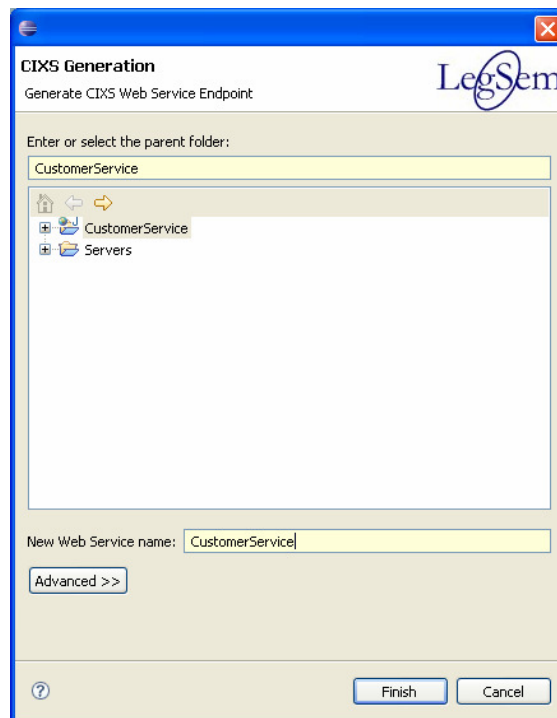 CIXS Generation
LegSem
Generate CIXS Web Service Endpoint
Enter or select the parent folder:
CustomerService
CustomerService
Servers
New Web Service name: CustomerService
Advanced >>
? Finish Cancel